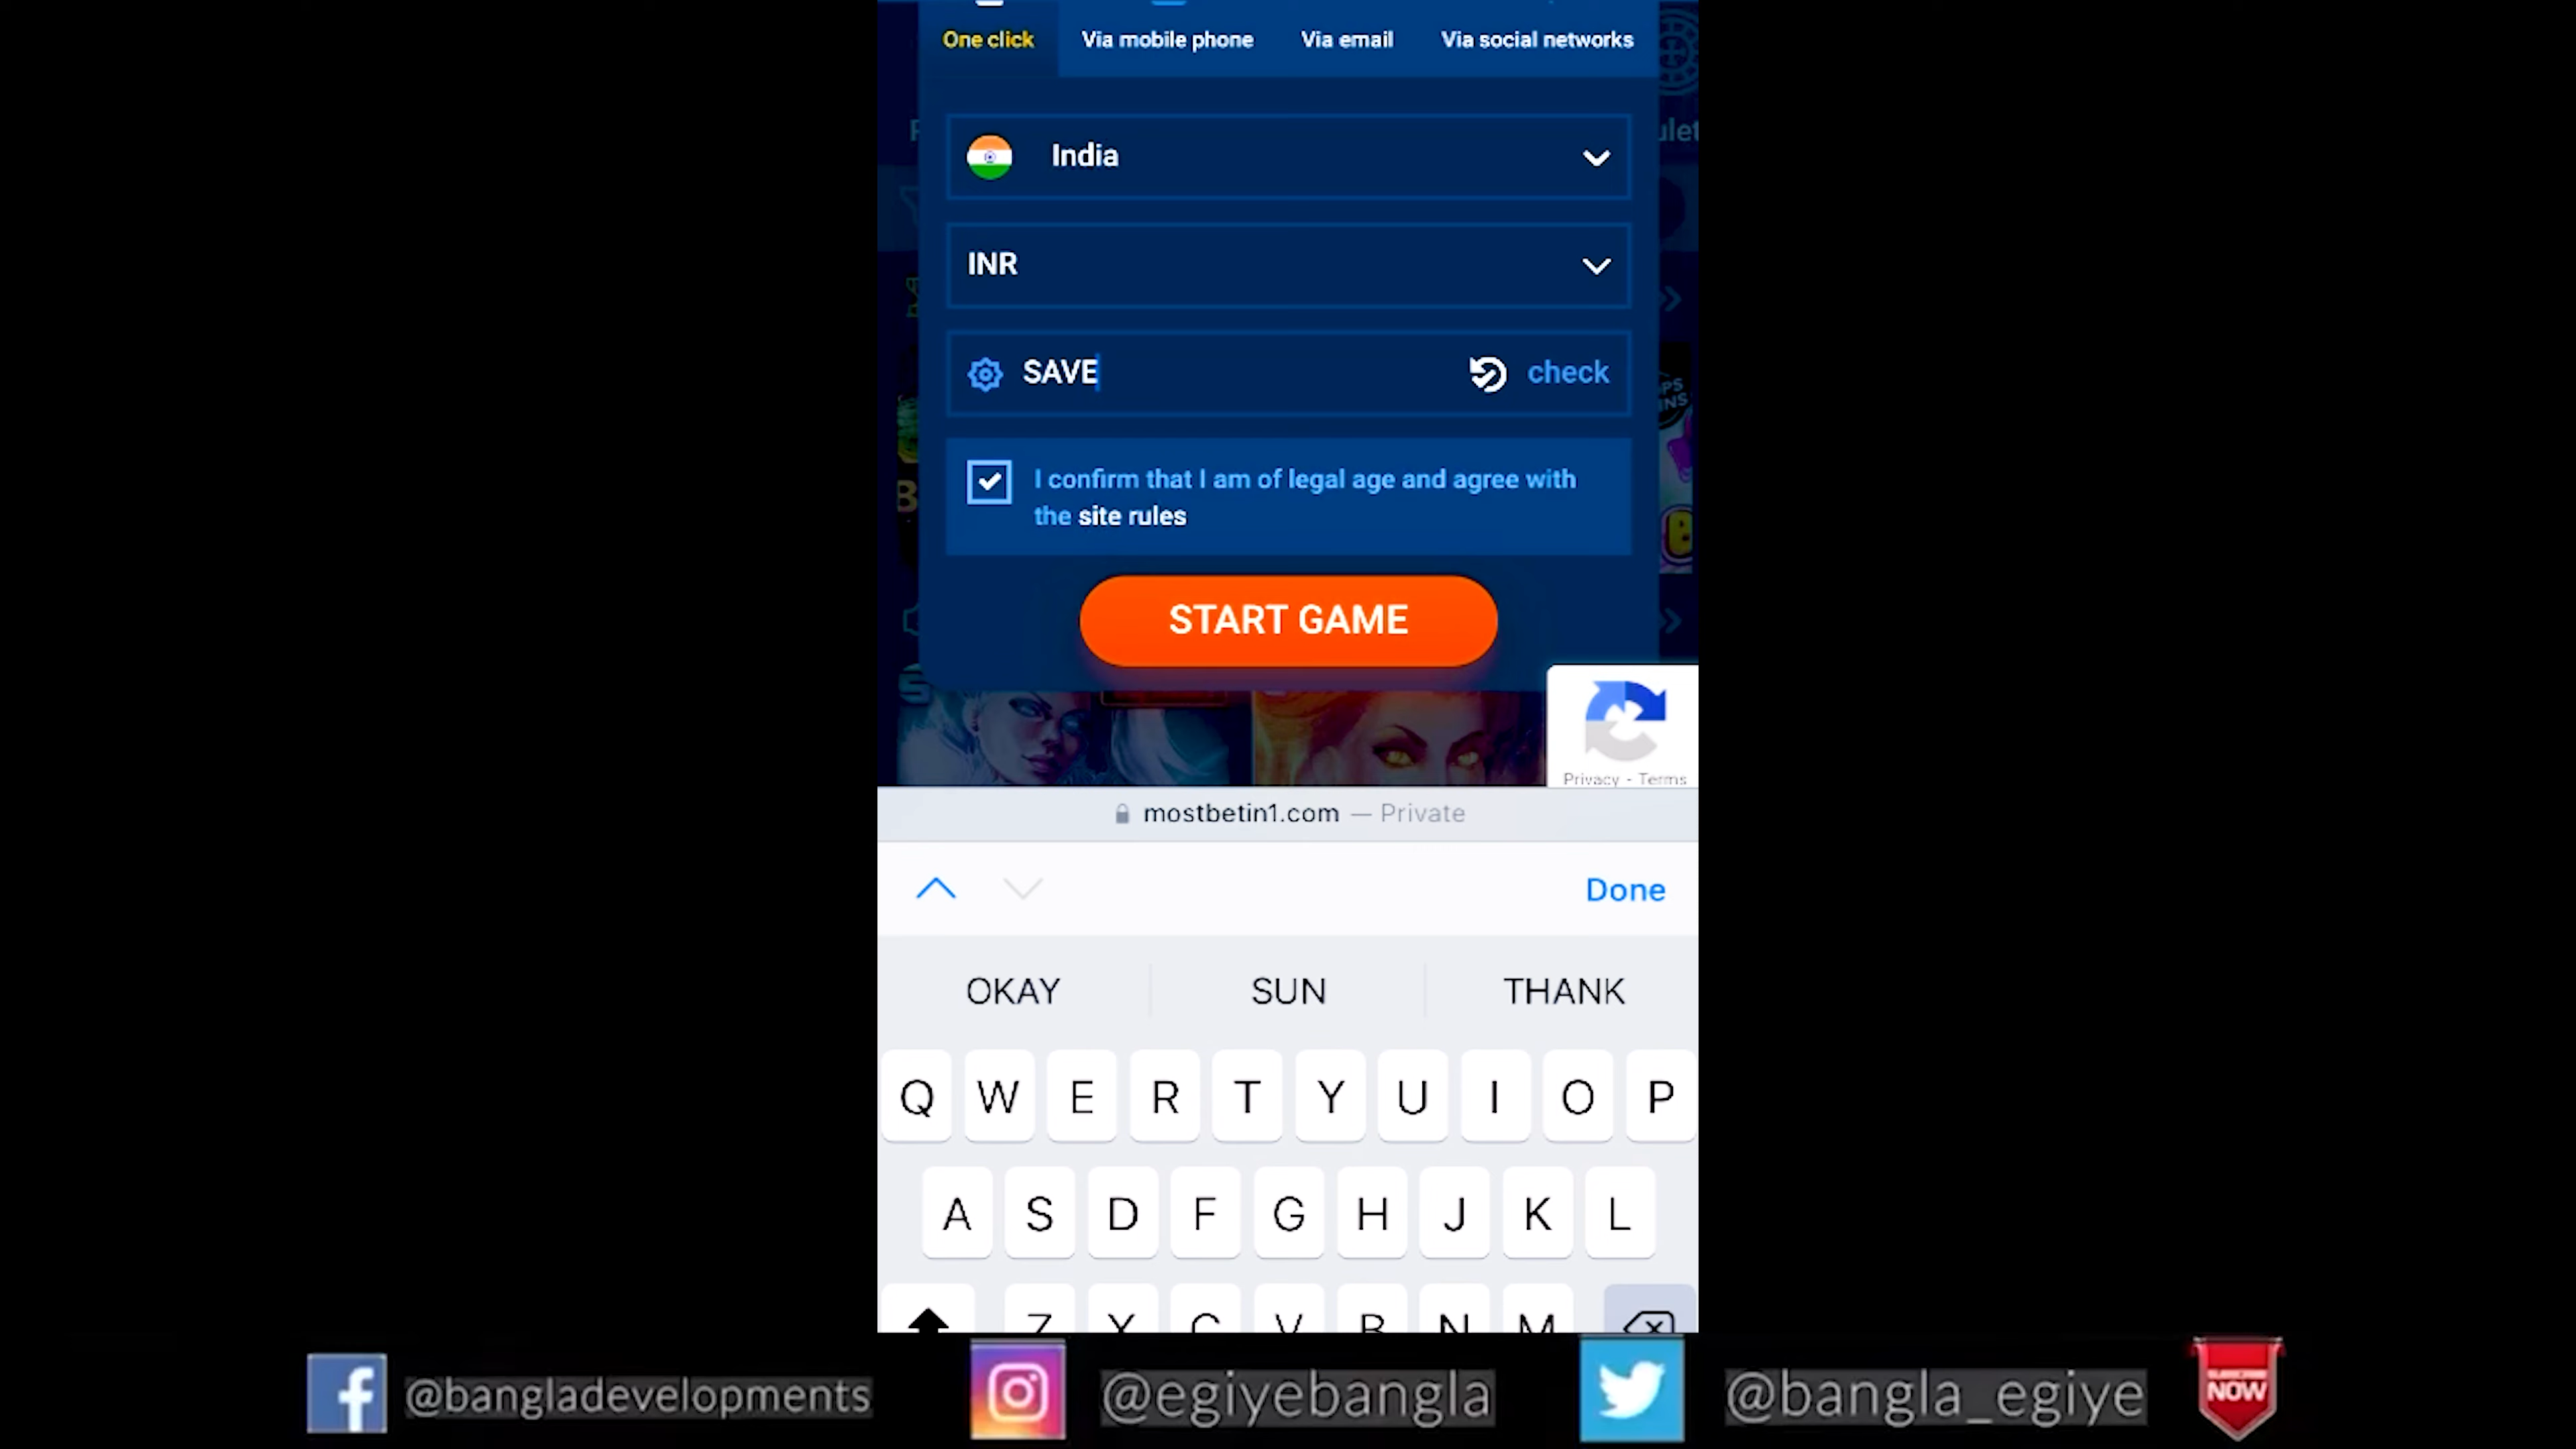 One click
Via mobile phone
Via email
Via social networks
India
INR
SAVE
check
I confirm that I am of legal age and agree with
the site rules
START GAME
Privacy - Terms
mostbetin1.com — Private
Done
OKAY SUN THANK
Q W E R T Y U I O P
A S D F G H J K L
Z X C V B N M
@bangladevelopments @egiyebangla @bangla_egiye
SUBSCRIBE
NOW